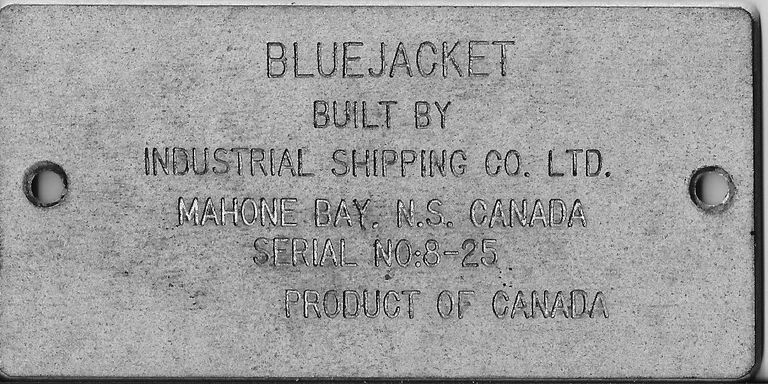 BLUEJACKET
BUILT BY
INDUSTRIAL SHIPPING CO. LTD.
MAHONE BAY, N.S. CANADA
SERIAL NO:8-25
PRODUCT OF CANADA